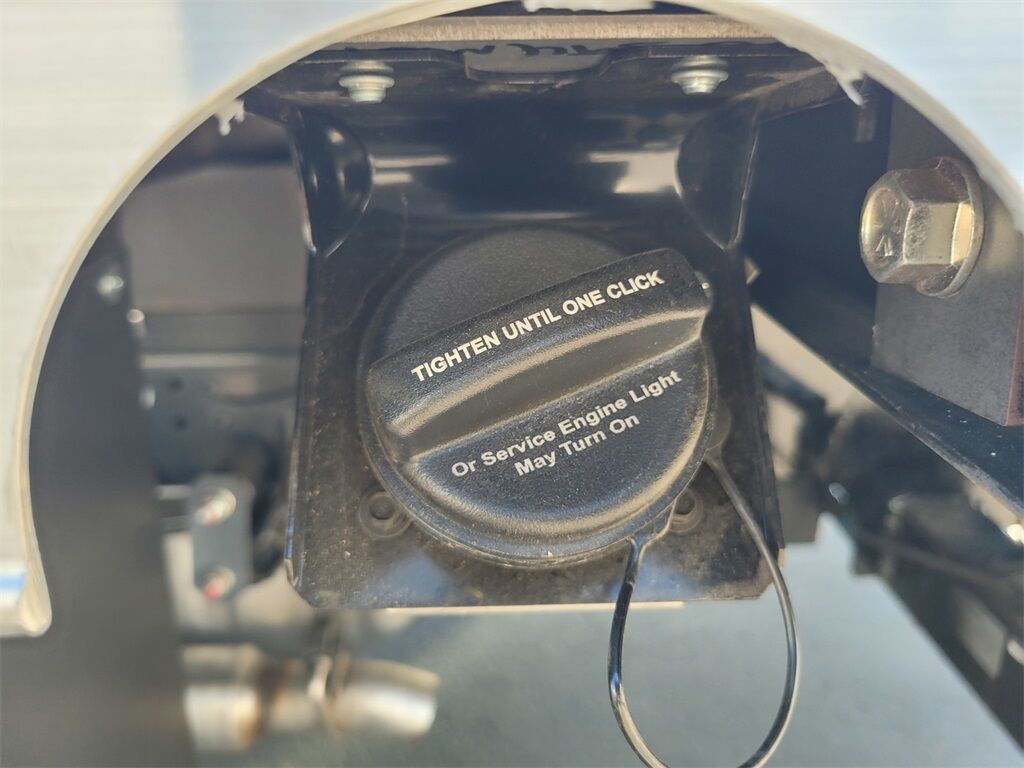 TIGHTEN UNTIL ONE CLICK
Or Service Engine Light
May Turn On